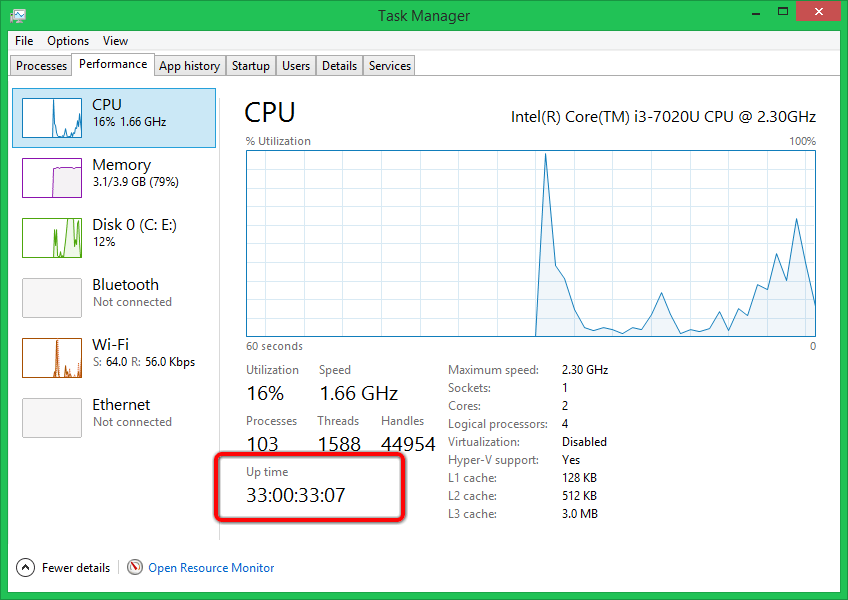 Task Manager
File Options View
Processes Performance App history Startup Users Details Services
CPU
16% 1.66 GHz
Memory
3.1/3.9 GB (79%)
Disk 0 (C: E:)
12%
Bluetooth
Not connected
Wi-Fi
S: 64.0 R: 56.0 Kbps
Ethernet
Not connected
CPU Intel(R) Core(TM) i3-7020U CPU @ 2.30GHz
% Utilization 100%
60 seconds 0
Utilization Speed
16% 1.66 GHz
Processes Threads Handles
103 1588 44954
Up time
33:00:33:07
Maximum speed: 2.30 GHz
Sockets: 1
Cores: 2
Logical processors: 4
Virtualization: Disabled
Hyper-V support: Yes
L1 cache: 128 KB
L2 cache: 512 KB
L3 cache: 3.0 MB
Fewer details Open Resource Monitor